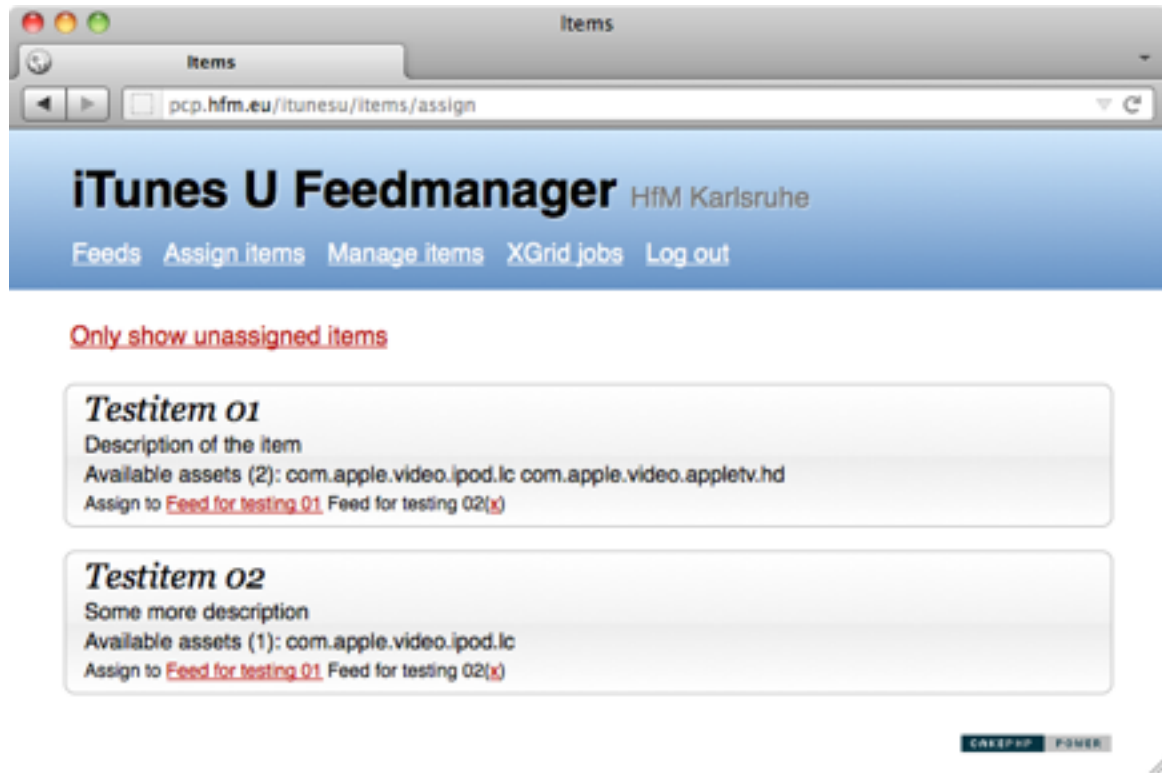 Items
Items
pcp.hfm.eu/itunesu/items/assign
iTunes U Feedmanager HfM Karlsruhe
Feeds Assign items Manage items XGrid jobs Log out
Only show unassigned items
Testitem 01
Description of the item
Available assets (2): com.apple.video.ipod.lc com.apple.video.appletv.hd
Assign to Feed for testing 01 Feed for testing 02(x)
Testitem 02
Some more description
Available assets (1): com.apple.video.ipod.lc
Assign to Feed for testing 01 Feed for testing 02(x)
CAKEPHP POWER